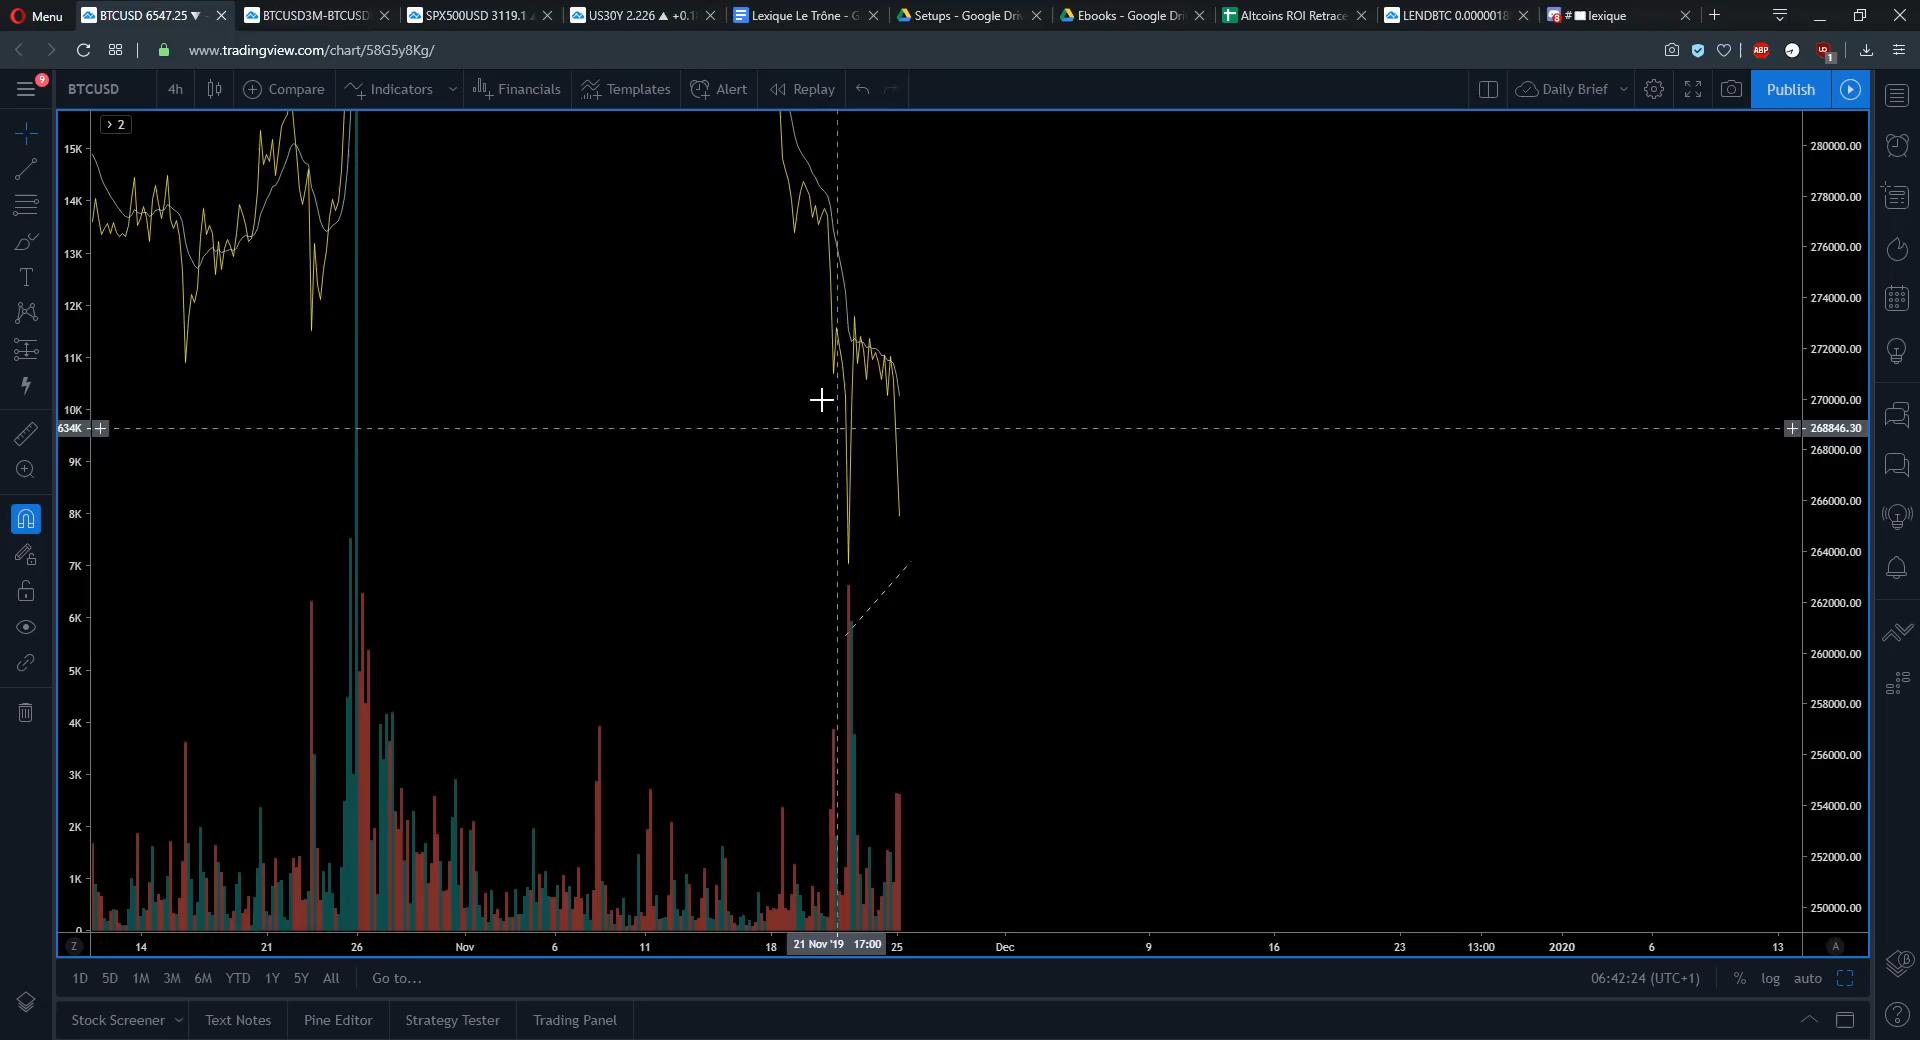 Menu
BTCUSD 6547.25 ▼
BTCUSD3M-BTCUSD
SPX500USD 3119.1
US30Y 2.226 ▲ +0.1
Lexique Le Trône - G
Setups - Google Driv
Ebooks - Google Dri
Altcoins ROI Retrace
LENDBTC 0.0000018
# lexique
www.tradingview.com/chart/58G5y8Kg/
ABP
1
9
BTCUSD
4h
Compare
Indicators
Financials
Templates
Alert
Replay
Daily Brief
Publish
> 2
15K
14K
13K
12K
11K
10K
634K
9K
8K
7K
6K
5K
4K
3K
2K
1K
0
280000.00
278000.00
276000.00
274000.00
272000.00
270000.00
268846.30
268000.00
266000.00
264000.00
262000.00
260000.00
258000.00
256000.00
254000.00
252000.00
250000.00
Z
14
21
26
Nov
6
11
18
21 Nov '19 17:00
25
Dec
9
16
23
13:00
2020
6
13
A
1D 5D 1M 3M 6M YTD 1Y 5Y All
Go to...
06:42:24 (UTC+1)
%
log
auto
Stock Screener
Text Notes
Pine Editor
Strategy Tester
Trading Panel